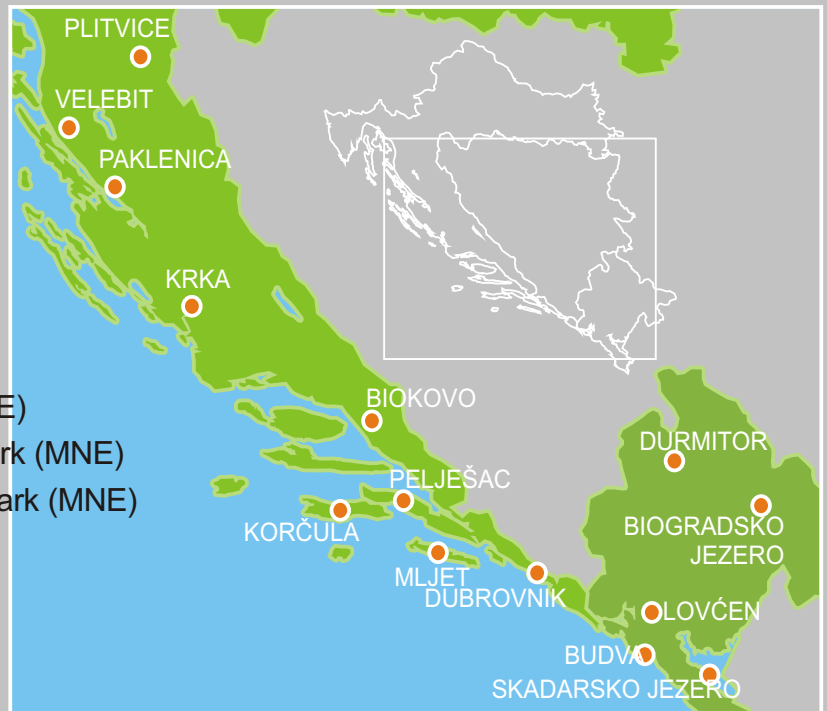 PLITVICE
VELEBIT
PAKLENICA
KRKA
E)
BIOKOVO
rk (MNE)
DURMITOR
PELJEŠAC
ark (MNE)
BIOGRADSKO
JEZERO
KORČULA
MLJET
DUBROVNIK
LOVĆEN
BUDVA
SKADARSKO JEZERO